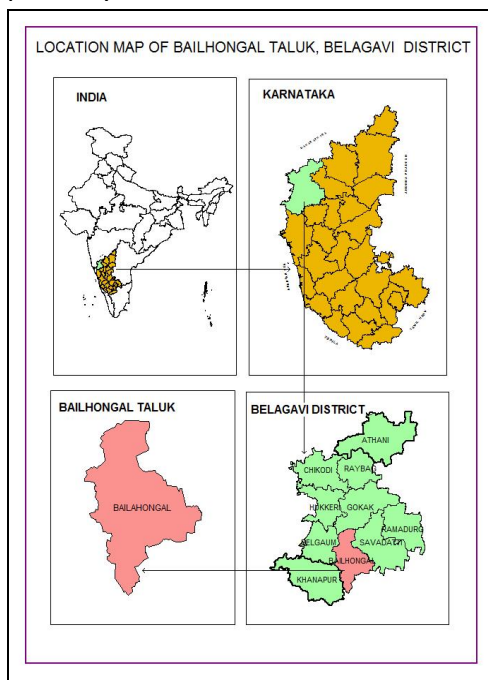 LOCATION MAP OF BAILHONGAL TALUK, BELAGAVI DISTRICT
INDIA
KARNATAKA
BAILHONGAL TALUK
BAILAHONGAL
BELAGAVI DISTRICT
ATHANI
CHIKODI
RAYBAG
HUKKERI
GOKAK
RAMADURG
BELGAUM
SAVADATTI
BAILHONGAL
KHANAPUR